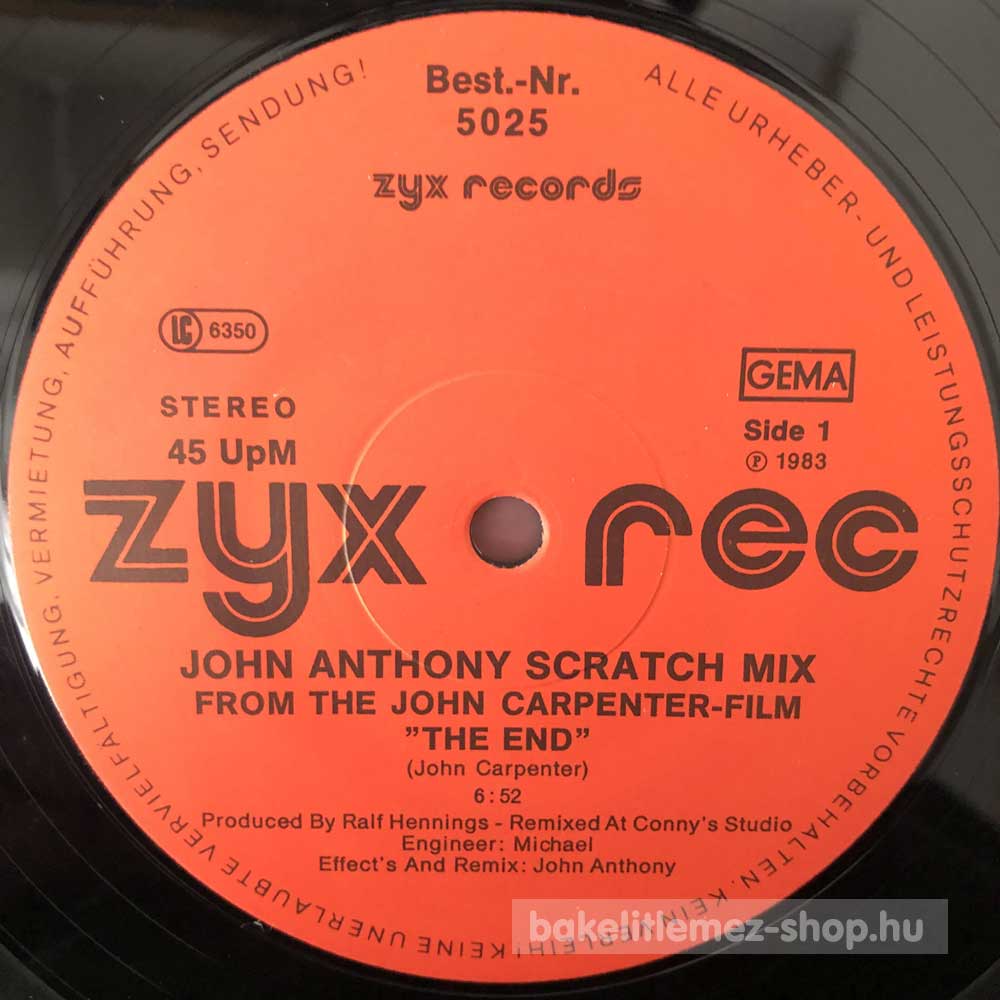 Best.-Nr.
5025
zyx records
LC 6350
GEMA
STEREO
Side 1
45 UpM
℗ 1983
zyx rec
JOHN ANTHONY SCRATCH MIX
FROM THE JOHN CARPENTER-FILM
”THE END”
(John Carpenter)
6:52
Produced By Ralf Hennings - Remixed At Conny's Studio
Engineer: Michael
Effect's And Remix: John Anthony
ALLE URHEBER- UND LEISTUNGSSCHUTZRECHTE VORBEHALTEN. KEIN VERLEIH! KEINE UNERLAUBTE VERVIELFÄLTIGUNG, VERMIETUNG, AUFFÜHRUNG, SENDUNG!
bakelitlemez-shop.hu